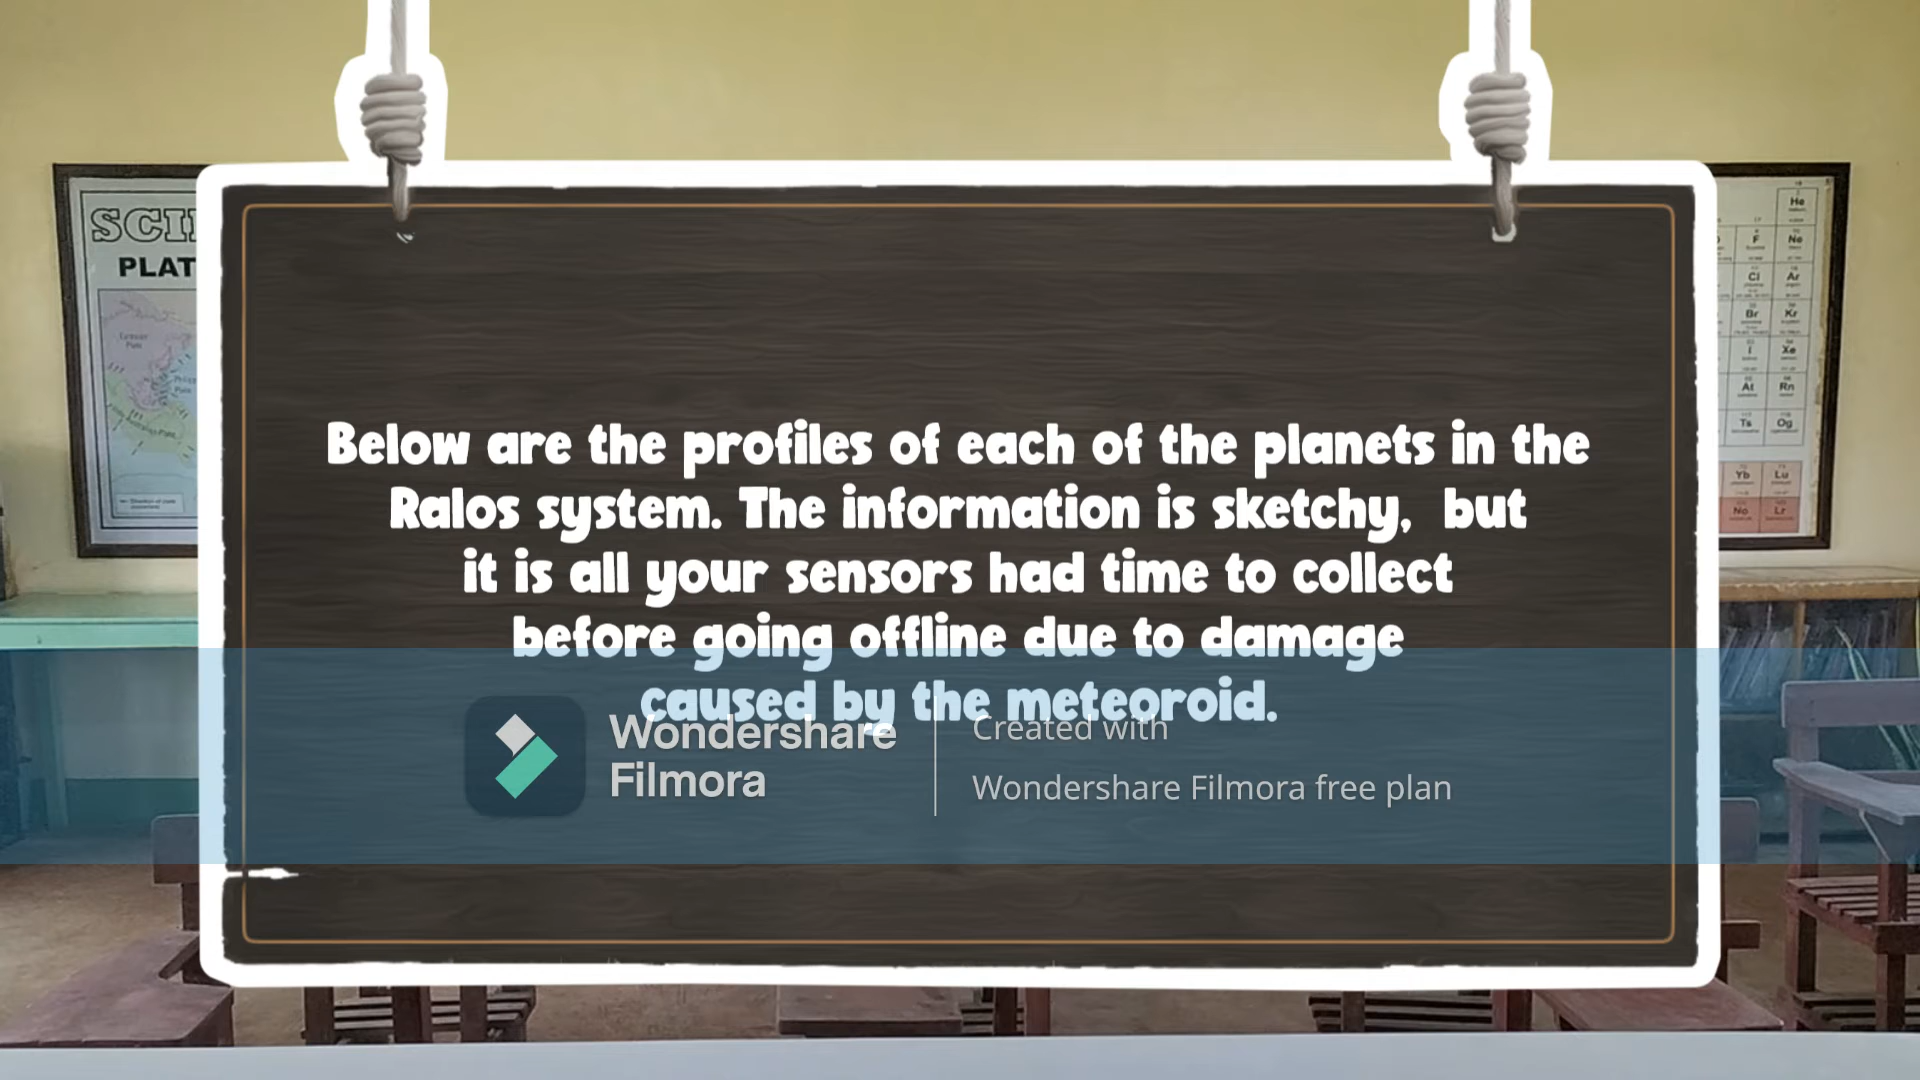 Below are the profiles of each of the planets in the
Ralos system. The information is sketchy, but
it is all your sensors had time to collect
before going offline due to damage
caused by the meteoroid.
Wondershare
Filmora
Created with
Wondershare Filmora free plan
SCI
PLAT
He
F
Ne
Cl
Ar
Br
Kr
I
Xe
At
Rn
Ts
Og
Yb
Lu
No
Lr